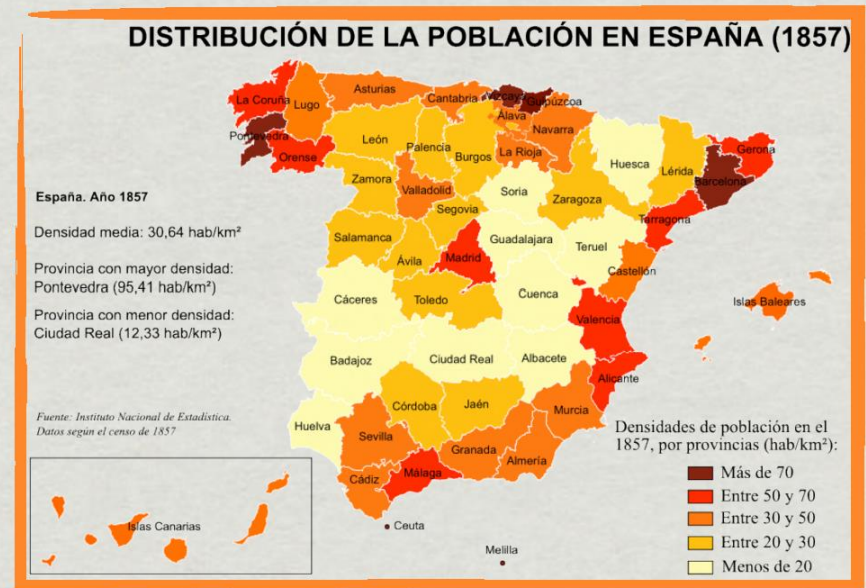 DISTRIBUCIÓN DE LA POBLACIÓN EN ESPAÑA (1857)
La Coruña
Lugo
Asturias
Cantabria
Vizcaya
Guipúzcoa
Pontevedra
Orense
León
Palencia
Burgos
Álava
Navarra
La Rioja
Huesca
Lérida
Gerona
Barcelona
Zamora
Valladolid
Soria
Zaragoza
Segovia
Tarragona
Salamanca
Ávila
Madrid
Guadalajara
Teruel
Castellón
Cáceres
Toledo
Cuenca
Islas Baleares
Valencia
Badajoz
Ciudad Real
Albacete
Alicante
Córdoba
Jaén
Murcia
Huelva
Sevilla
Granada
Almería
Cádiz
Málaga
Ceuta
Melilla
Islas Canarias
España. Año 1857
Densidad media: 30,64 hab/km²
Provincia con mayor densidad:
Pontevedra (95,41 hab/km²)
Provincia con menor densidad:
Ciudad Real (12,33 hab/km²)
Fuente: Instituto Nacional de Estadística.
Datos según el censo de 1857
Densidades de población en el
1857, por provincias (hab/km²):
Más de 70
Entre 50 y 70
Entre 30 y 50
Entre 20 y 30
Menos de 20